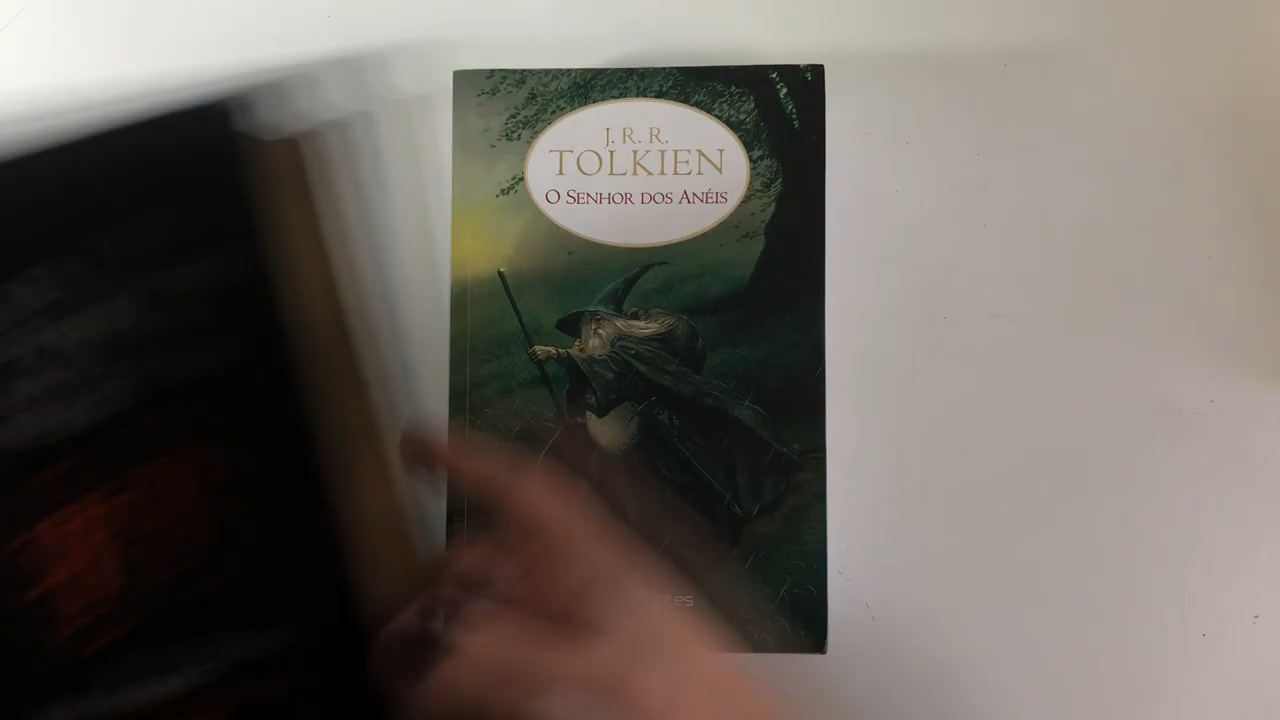 J. R. R.
TOLKIEN
O SENHOR DOS ANÉIS